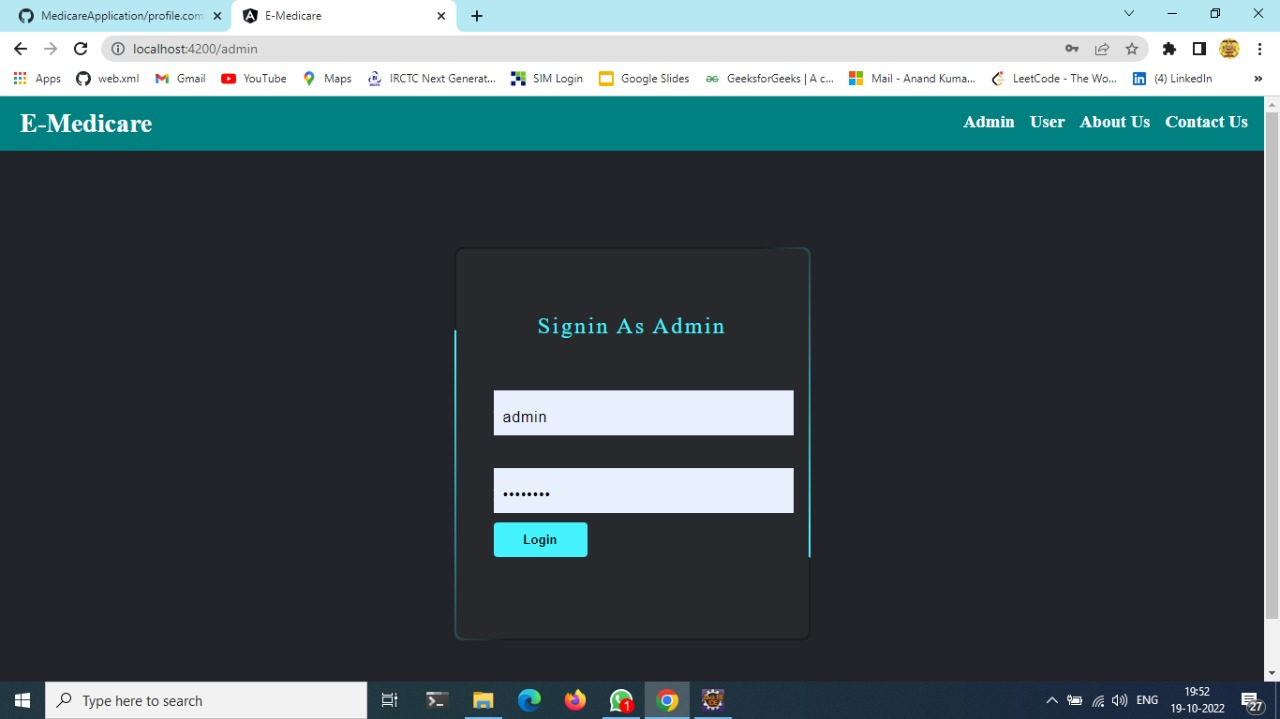 MedicareApplication/profile.com
E-Medicare
localhost:4200/admin
Apps
web.xml
Gmail
YouTube
Maps
IRCTC Next Generat...
SIM Login
Google Slides
GeeksforGeeks | A c...
Mail - Anand Kuma...
LeetCode - The Wo...
(4) LinkedIn
»
E-Medicare
Admin
User
About Us
Contact Us
Signin As Admin
admin
••••••••
Login
Type here to search
1
ENG
19:52
19-10-2022
27